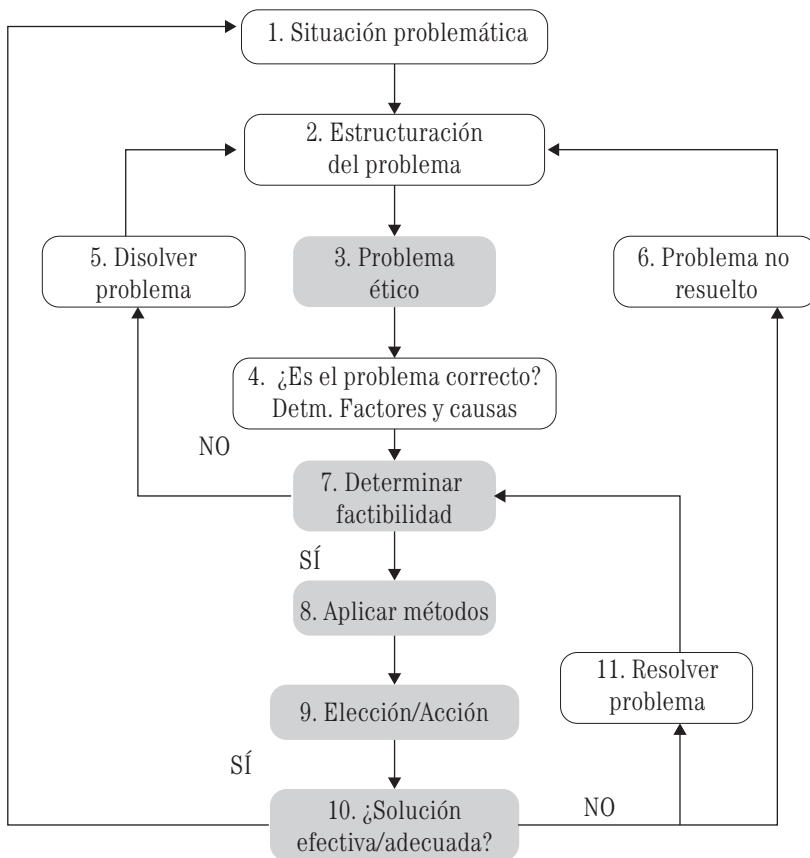 1. Situación problemática
2. Estructuración
del problema
3. Problema
ético
5. Disolver
problema
6. Problema no
resuelto
4. ¿Es el problema correcto?
Detm. Factores y causas
NO
7. Determinar
factibilidad
SÍ
8. Aplicar métodos
11. Resolver
problema
9. Elección/Acción
SÍ
10. ¿Solución
efectiva/adecuada?
NO